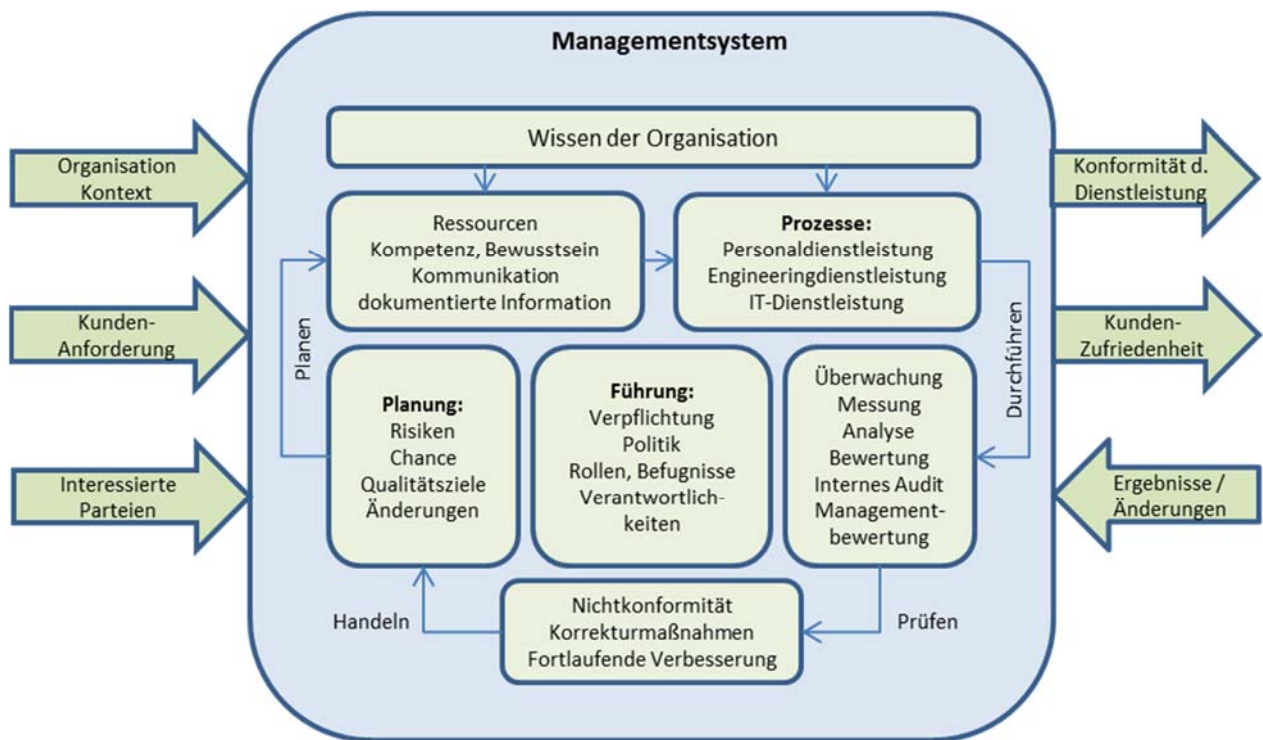 Managementsystem
Wissen der Organisation
Organisation
Kontext
Kunden-
Anforderung
Interessierte
Parteien
Ressourcen
Kompetenz, Bewusstsein
Kommunikation
dokumentierte Information
Prozesse:
Personaldienstleistung
Engineeringdienstleistung
IT-Dienstleistung
Planen
Planung:
Risiken
Chance
Qualitätsziele
Änderungen
Führung:
Verpflichtung
Politik
Rollen, Befugnisse
Verantwortlich-
keiten
Überwachung
Messung
Analyse
Bewertung
Internes Audit
Management-
bewertung
Durchführen
Handeln
Nichtkonformität
Korrekturmaßnahmen
Fortlaufende Verbesserung
Prüfen
Konformität d.
Dienstleistung
Kunden-
Zufriedenheit
Ergebnisse /
Änderungen